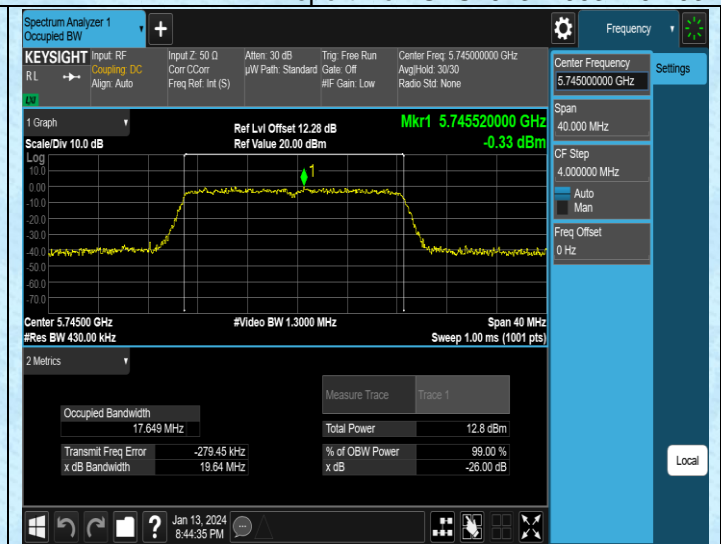 Spectrum Analyzer 1
Occupied BW
+
Frequency
KEYSIGHT
RL
LXI
Input: RF
Coupling: DC
Align: Auto
Input Z: 50 Ω
Corr CCorr
Freq Ref: Int (S)
Atten: 30 dB
µW Path: Standard
Trig: Free Run
Gate: Off
#IF Gain: Low
Center Freq: 5.745000000 GHz
Avg|Hold: 30/30
Radio Std: None
Center Frequency
5.745000000 GHz
Settings
Span
40.000 MHz
CF Step
4.000000 MHz
Auto
Man
Freq Offset
0 Hz
Local
1 Graph
Scale/Div 10.0 dB
Ref Lvl Offset 12.28 dB
Ref Value 20.00 dBm
Mkr1 5.745520000 GHz
-0.33 dBm
Log
10.0
0.00
-10.0
-20.0
-30.0
-40.0
-50.0
-60.0
-70.0
1
Center 5.74500 GHz
#Video BW 1.3000 MHz
Span 40 MHz
#Res BW 430.00 kHz
Sweep 1.00 ms (1001 pts)
2 Metrics
Measure Trace
Trace 1
Occupied Bandwidth
17.649 MHz
Total Power
12.8 dBm
Transmit Freq Error
-279.45 kHz
% of OBW Power
99.00 %
x dB Bandwidth
19.64 MHz
x dB
-26.00 dB
?
Jan 13, 2024
8:44:35 PM